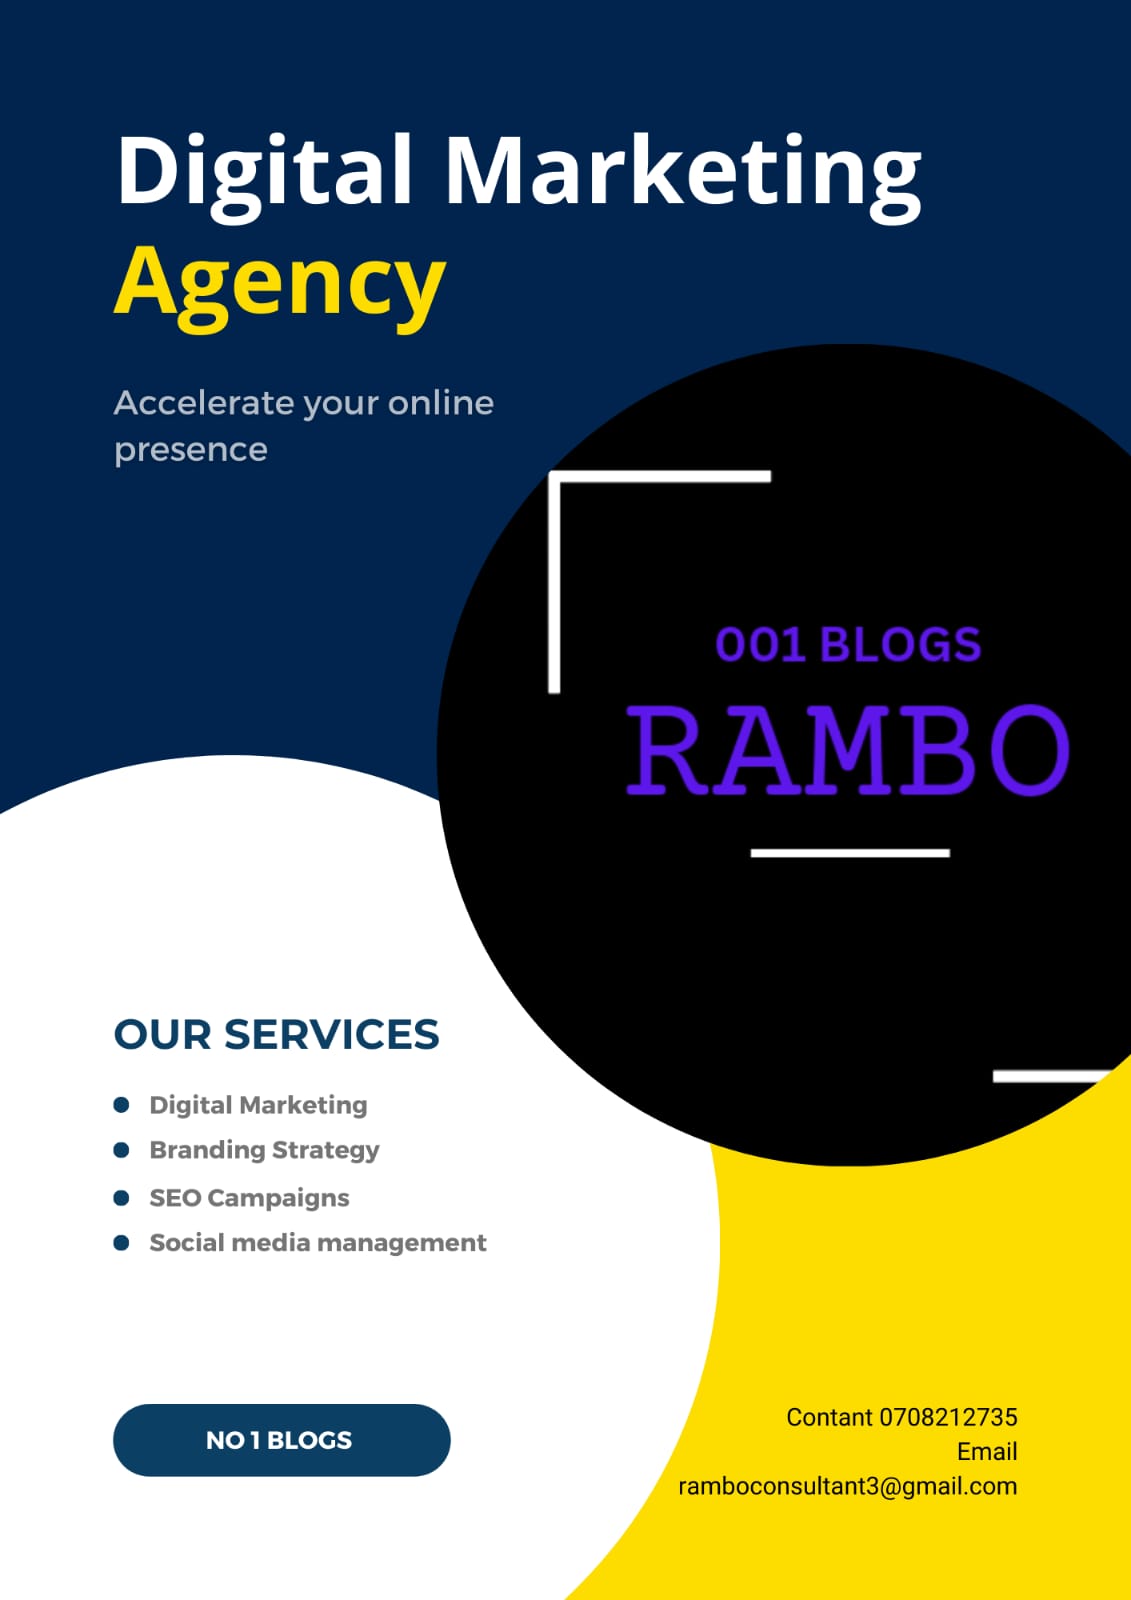 Digital Marketing
Agency
Accelerate your online
presence
001 BLOGS
RAMBO
OUR SERVICES
Digital Marketing
Branding Strategy
SEO Campaigns
Social media management
NO 1 BLOGS
Contant 0708212735
Email
ramboconsultant3@gmail.com